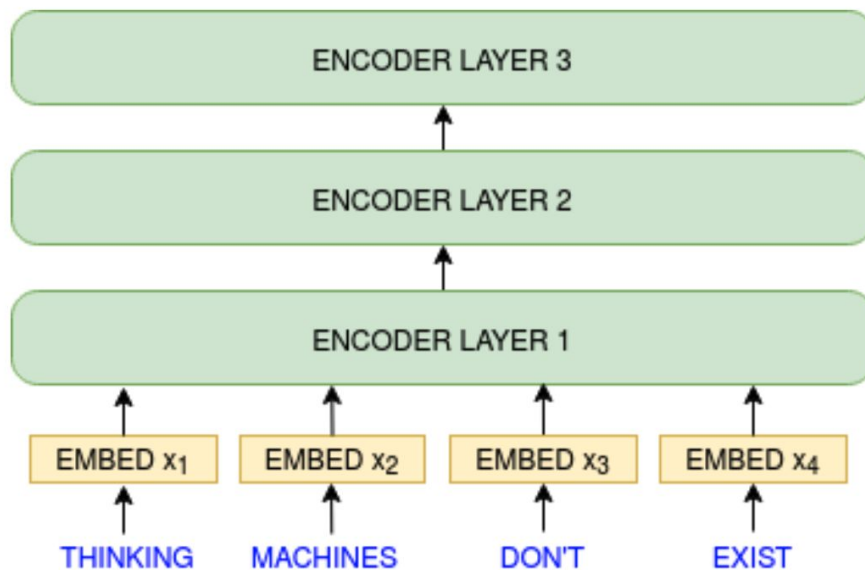 ENCODER LAYER 3
ENCODER LAYER 2
ENCODER LAYER 1
EMBED x₁ EMBED x₂ EMBED x₃ EMBED x₄
THINKING MACHINES DON'T EXIST